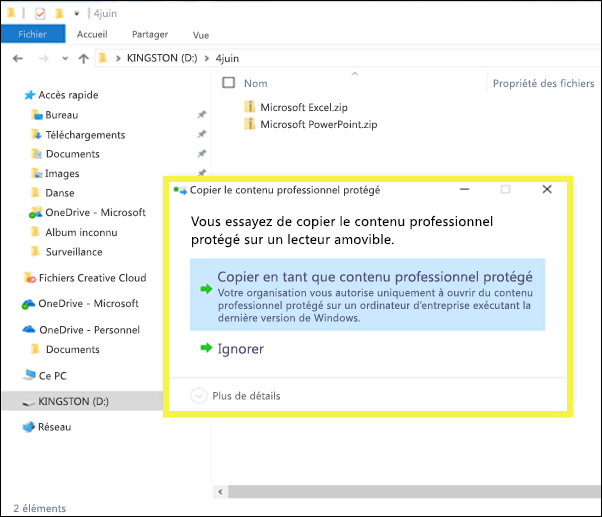 4juin
Fichier Accueil Partager Vue
KINGSTON (D:) 4juin
Nom Propriété des fichiers
Microsoft Excel.zip
Microsoft PowerPoint.zip
Accès rapide
Bureau
Téléchargements
Documents
Images
Danse
OneDrive - Microsoft
Album inconnu
Surveillance
Fichiers Creative Cloud
OneDrive - Microsoft
OneDrive - Personnel
Documents
Ce PC
KINGSTON (D:)
Réseau
Copier le contenu professionnel protégé
Vous essayez de copier le contenu professionnel
protégé sur un lecteur amovible.
Copier en tant que contenu professionnel protégé
Votre organisation vous autorise uniquement à ouvrir du contenu
professionnel protégé sur un ordinateur d'entreprise exécutant la
dernière version de Windows.
Ignorer
Plus de détails
2 éléments